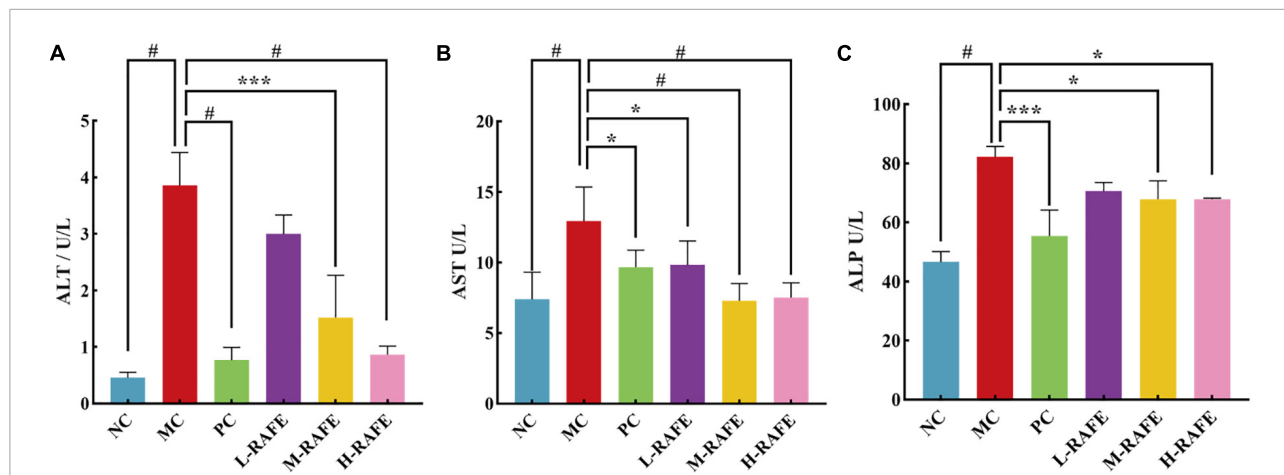 A
#
#
***
#
ALT / U/L
5
4
3
2
1
0
NC
MC
PC
L-RAFE
M-RAFE
H-RAFE
B
#
#
#
*
*
AST U/L
20
15
10
5
0
NC
MC
PC
L-RAFE
M-RAFE
H-RAFE
C
#
*
*
***
ALP U/L
100
80
60
40
20
0
NC
MC
PC
L-RAFE
M-RAFE
H-RAFE